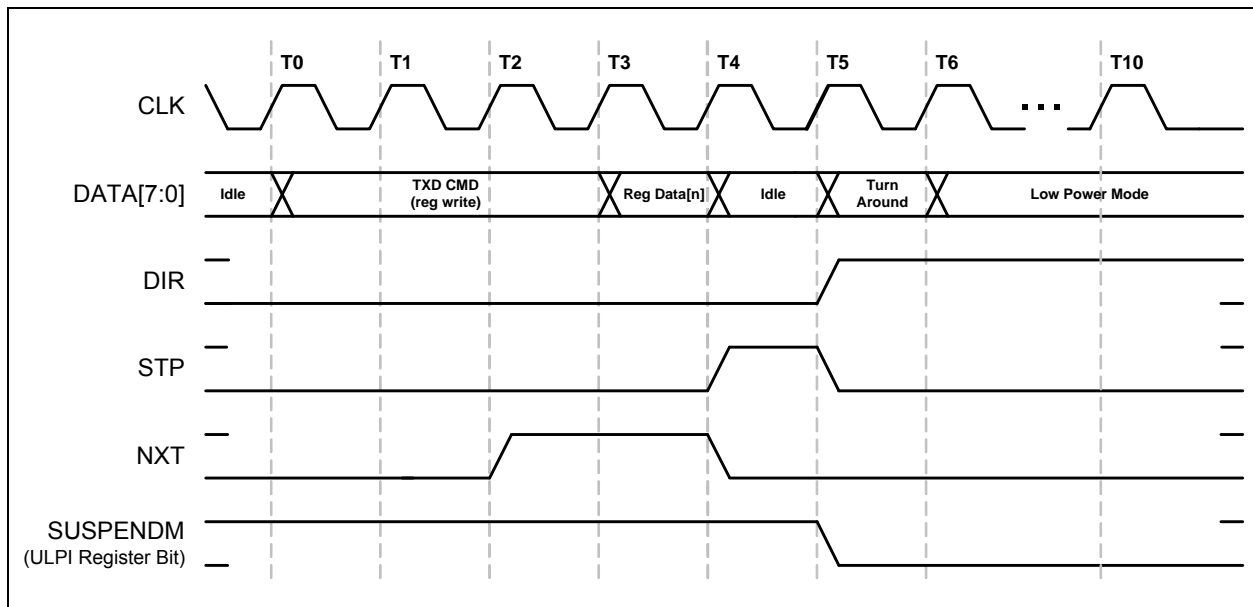 T0 T1 T2 T3 T4 T5 T6 T10
CLK
...
DATA[7:0] Idle TXD CMD Reg Data[n] Idle Turn Low Power Mode
(reg write) Around
DIR
STP
NXT
SUSPENDM
(ULPI Register Bit)